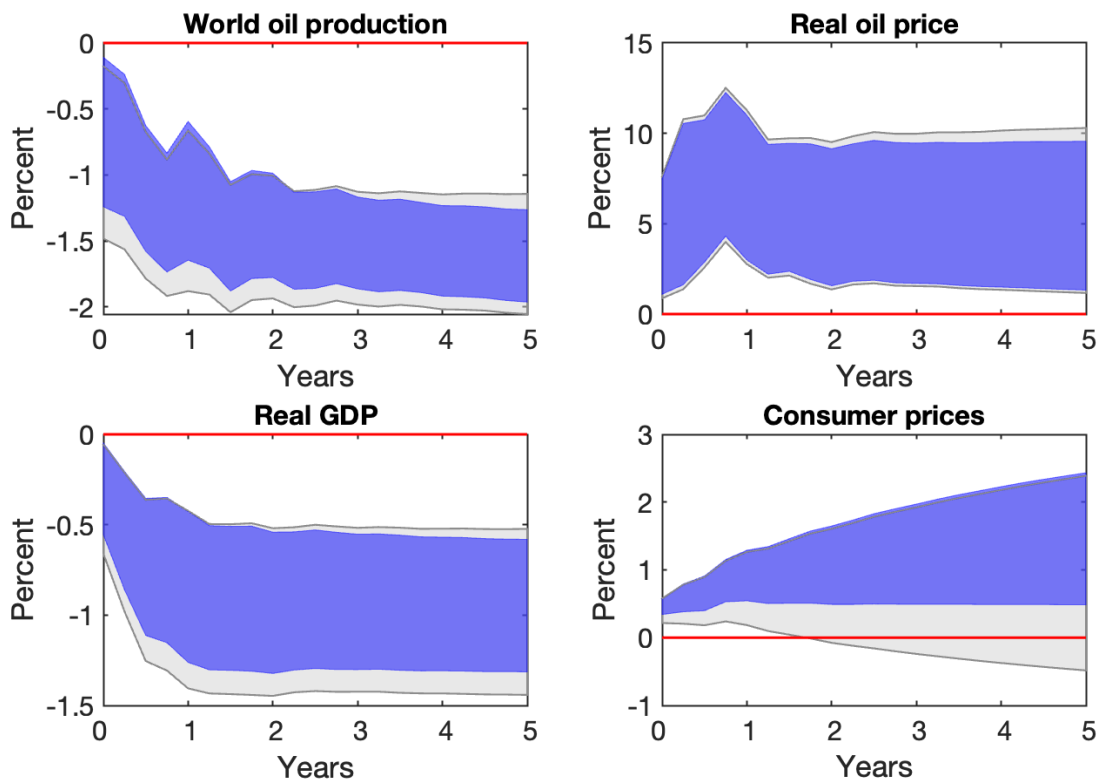 World oil production
0
-0.5
-1
-1.5
-2
Percent
0 1 2 3 4 5
Years
Real oil price
15
10
5
0
Percent
0 1 2 3 4 5
Years
Real GDP
0
-0.5
-1
-1.5
Percent
0 1 2 3 4 5
Years
Consumer prices
3
2
1
0
-1
Percent
0 1 2 3 4 5
Years